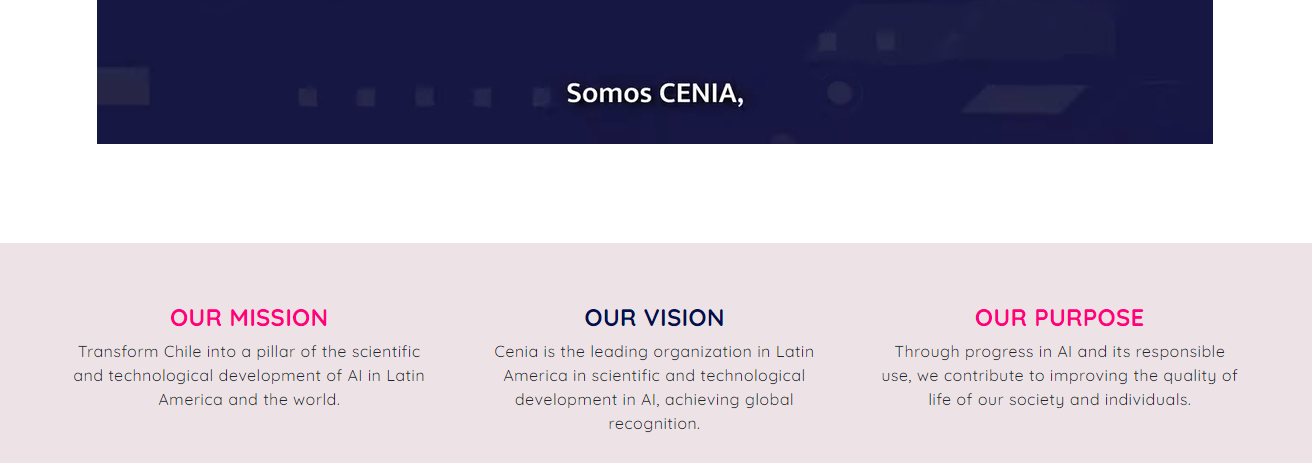 Somos CENIA,
OUR MISSION
Transform Chile into a pillar of the scientific
and technological development of AI in Latin
America and the world.
OUR VISION
Cenia is the leading organization in Latin
America in scientific and technological
development in AI, achieving global
recognition.
OUR PURPOSE
Through progress in AI and its responsible
use, we contribute to improving the quality of
life of our society and individuals.